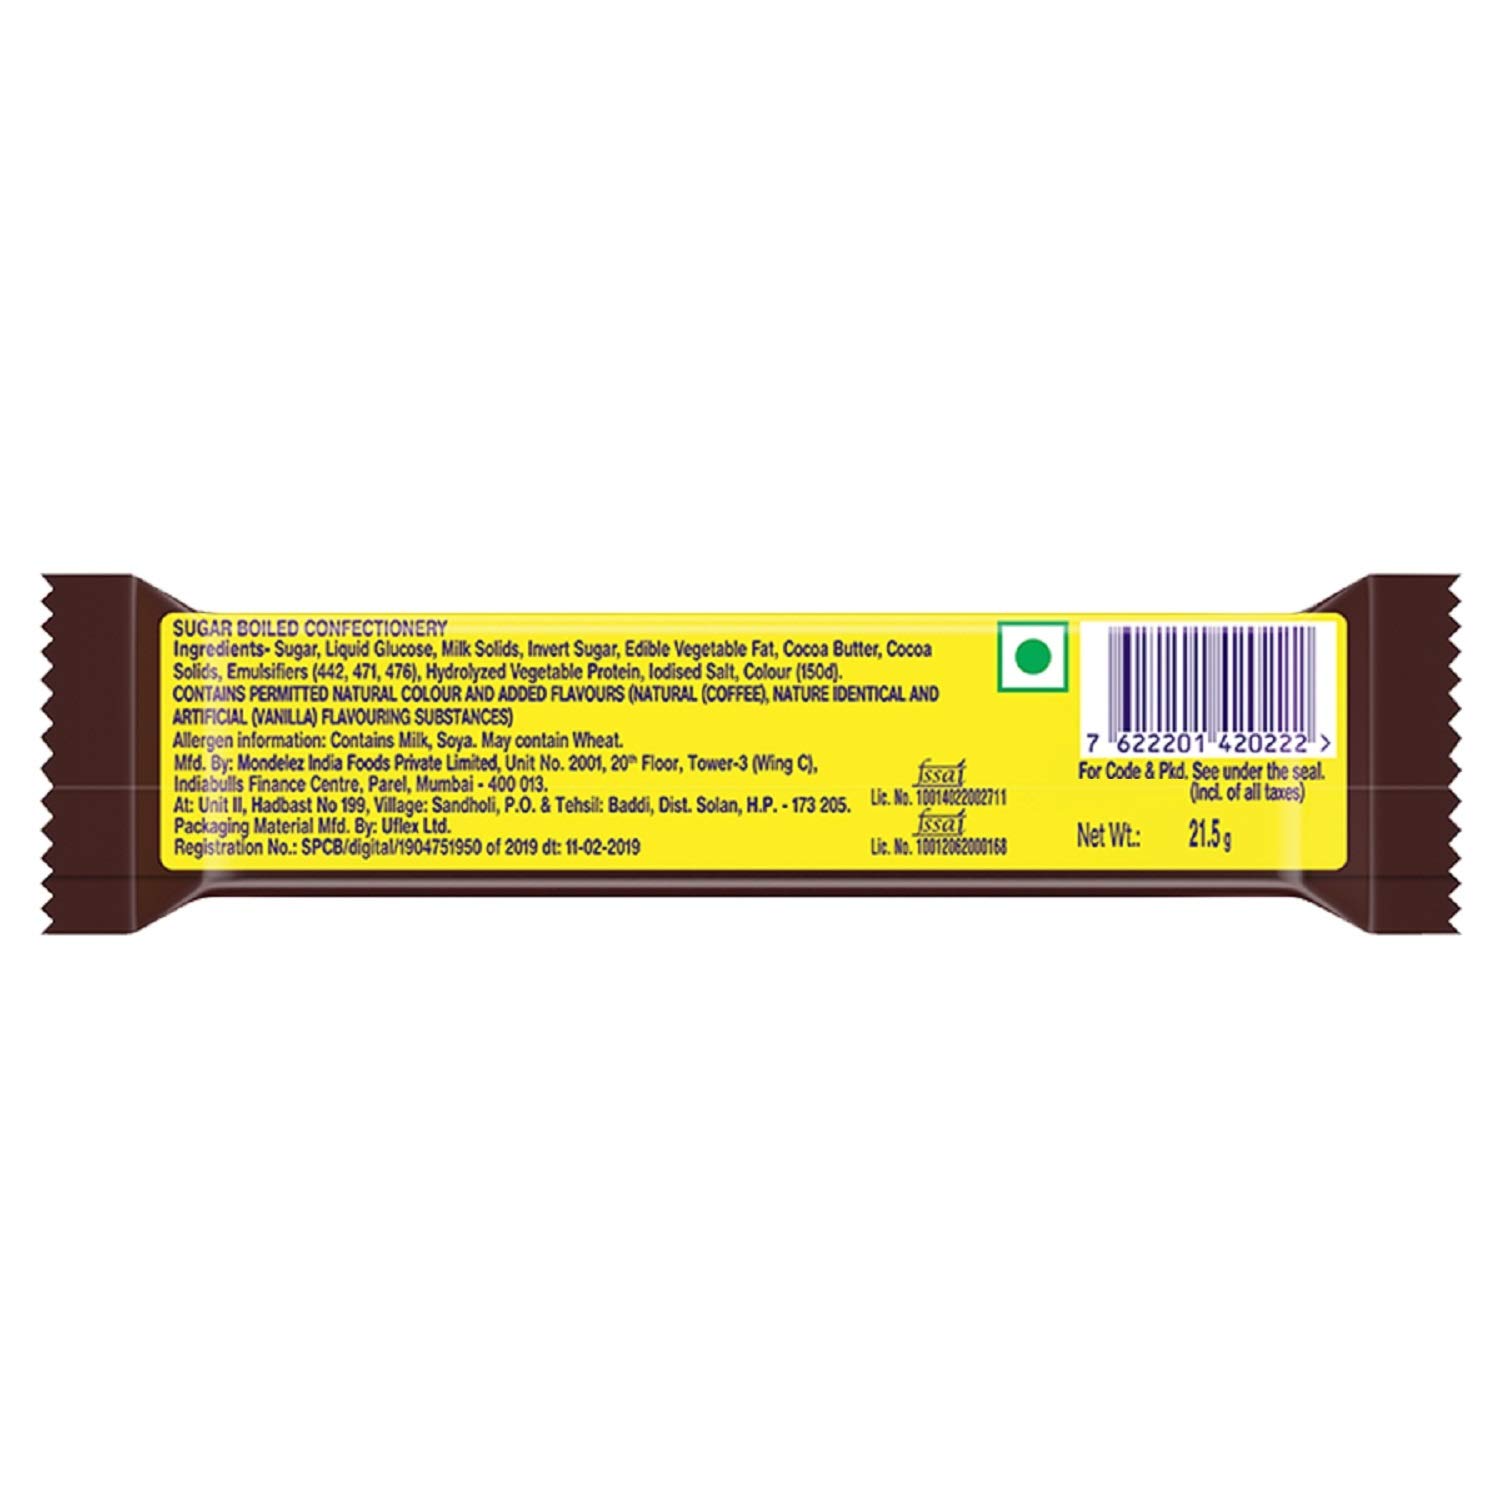 SUGAR BOILED CONFECTIONERY
Ingredients- Sugar, Liquid Glucose, Milk Solids, Invert Sugar, Edible Vegetable Fat, Cocoa Butter, Cocoa
Solids, Emulsifiers (442, 471, 476), Hydrolyzed Vegetable Protein, Iodised Salt, Colour (150d).
CONTAINS PERMITTED NATURAL COLOUR AND ADDED FLAVOURS (NATURAL (COFFEE), NATURE IDENTICAL AND
ARTIFICIAL (VANILLA) FLAVOURING SUBSTANCES)
Allergen information: Contains Milk, Soya. May contain Wheat.
Mfd. By: Mondelez India Foods Private Limited, Unit No. 2001, 20th Floor, Tower-3 (Wing C),
Indiabulls Finance Centre, Parel, Mumbai - 400 013.
At: Unit II, Hadbast No 199, Village: Sandholi, P.O. & Tehsil: Baddi, Dist. Solan, H.P. - 173 205.
Packaging Material Mfd. By: Uflex Ltd.
Registration No.: SPCB/digital/1904751950 of 2019 dt: 11-02-2019
fssai
Lic. No. 10014022002711
fssai
Lic. No. 10012062000168
7 622201 420222 >
For Code & Pkd. See under the seal.
(Incl. of all taxes)
Net Wt.: 21.5 g